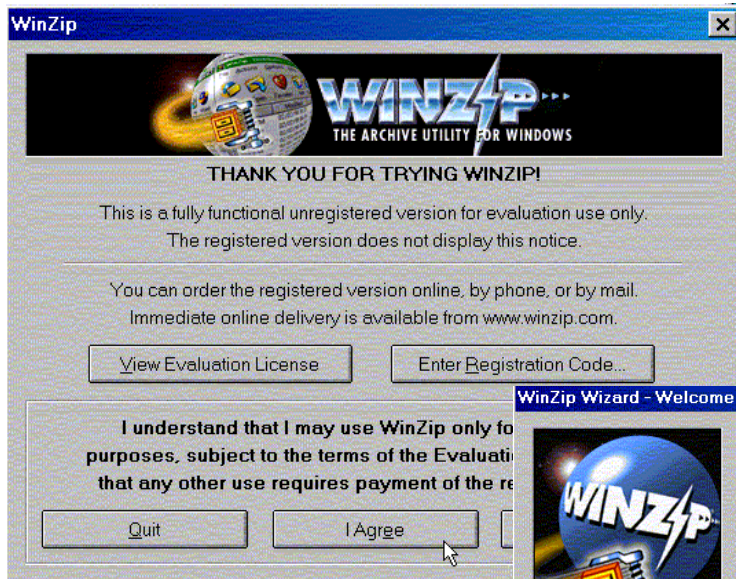 WinZip
WINZIP
THE ARCHIVE UTILITY FOR WINDOWS
THANK YOU FOR TRYING WINZIP!
This is a fully functional unregistered version for evaluation use only.
The registered version does not display this notice.
You can order the registered version online, by phone, or by mail.
Immediate online delivery is available from www.winzip.com.
View Evaluation License
Enter Registration Code...
WinZip Wizard - Welcome
I understand that I may use WinZip only fo
purposes, subject to the terms of the Evaluati
that any other use requires payment of the re
Quit
I Agree
WINZIP